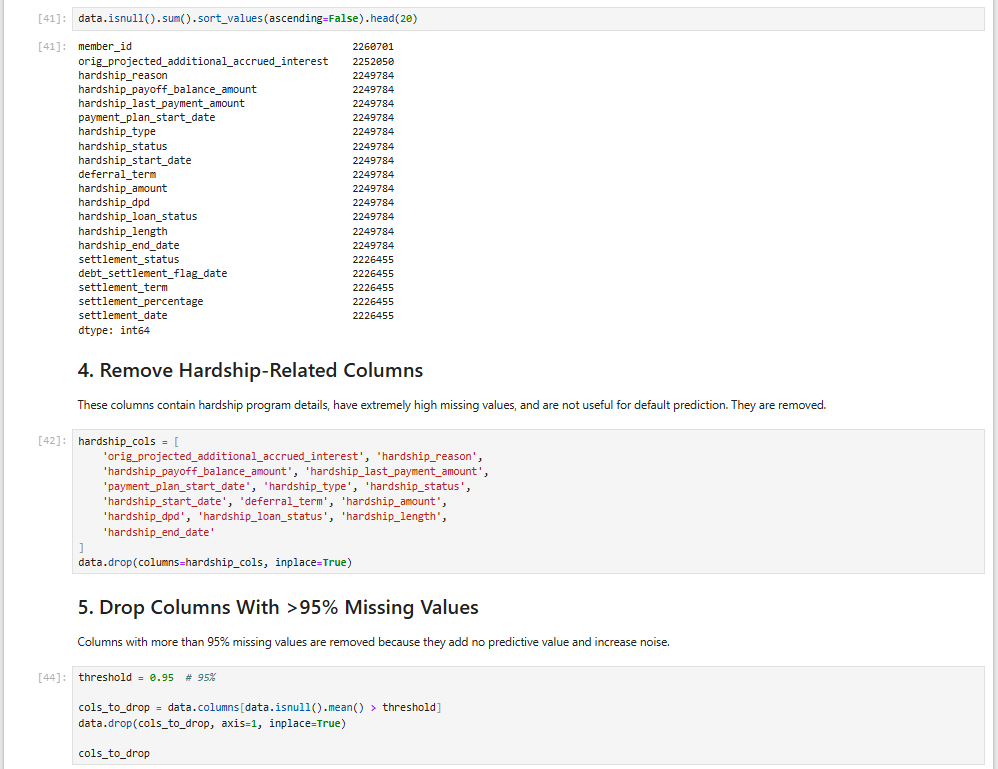 [41]: data.isnull().sum().sort_values(ascending=False).head(20)
[41]: member_id 2260701
orig_projected_additional_accrued_interest 2252050
hardship_reason 2249784
hardship_payoff_balance_amount 2249784
hardship_last_payment_amount 2249784
payment_plan_start_date 2249784
hardship_type 2249784
hardship_status 2249784
hardship_start_date 2249784
deferral_term 2249784
hardship_amount 2249784
hardship_dpd 2249784
hardship_loan_status 2249784
hardship_length 2249784
hardship_end_date 2249784
settlement_status 2226455
debt_settlement_flag_date 2226455
settlement_term 2226455
settlement_percentage 2226455
settlement_date 2226455
dtype: int64
4. Remove Hardship-Related Columns
These columns contain hardship program details, have extremely high missing values, and are not useful for default prediction. They are removed.
[42]: hardship_cols = [
'orig_projected_additional_accrued_interest', 'hardship_reason',
'hardship_payoff_balance_amount', 'hardship_last_payment_amount',
'payment_plan_start_date', 'hardship_type', 'hardship_status',
'hardship_start_date', 'deferral_term', 'hardship_amount',
'hardship_dpd', 'hardship_loan_status', 'hardship_length',
'hardship_end_date'
]
data.drop(columns=hardship_cols, inplace=True)
5. Drop Columns With >95% Missing Values
Columns with more than 95% missing values are removed because they add no predictive value and increase noise.
[44]: threshold = 0.95 # 95%
cols_to_drop = data.columns[data.isnull().mean() > threshold]
data.drop(cols_to_drop, axis=1, inplace=True)
cols_to_drop